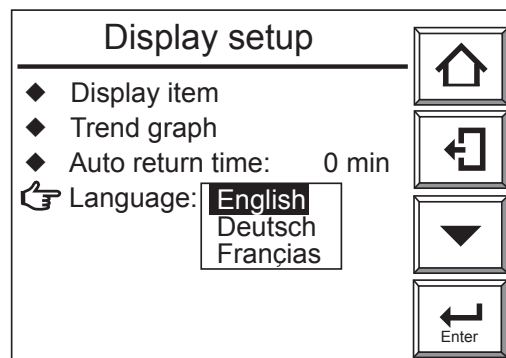 Display setup
Display item
Trend graph
Auto return time: 0 min
Language: English
Deutsch
Françias
Enter